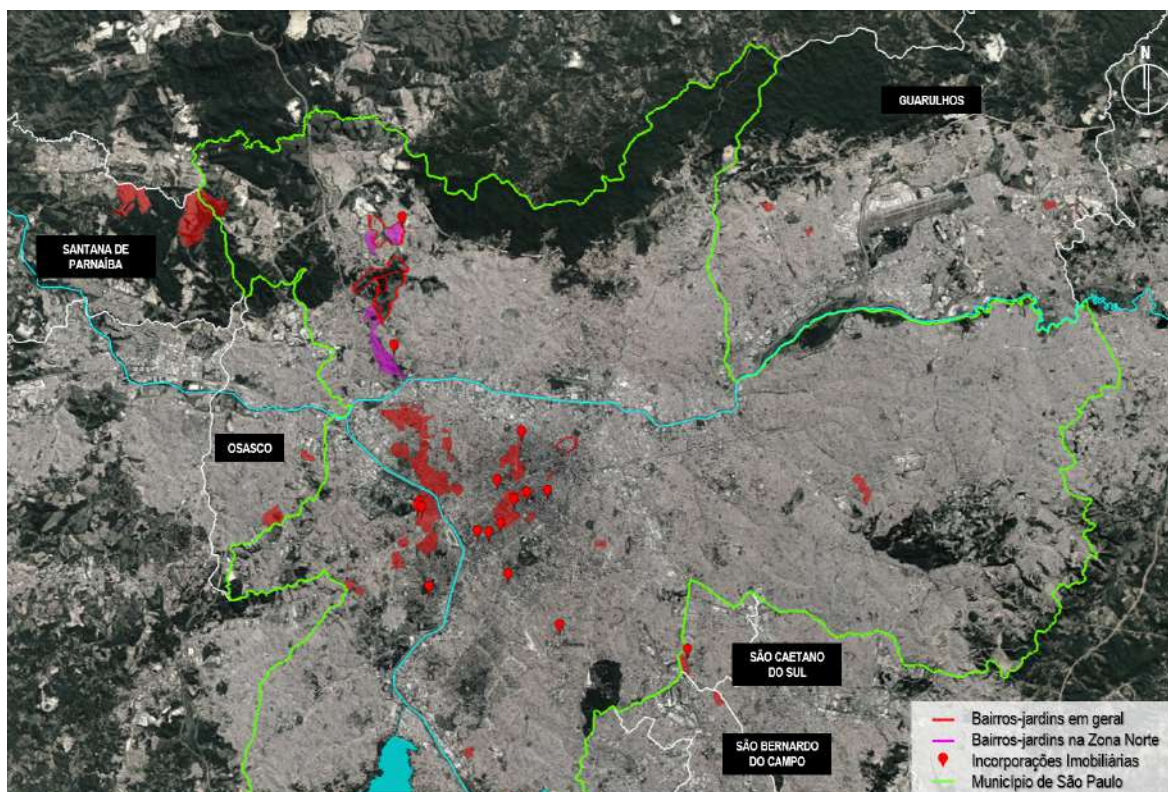 N
GUARULHOS
SANTANA DE
PARNAÍBA
OSASCO
SÃO CAETANO
DO SUL
SÃO BERNARDO
DO CAMPO
Bairros-jardins em geral
Bairros-jardins na Zona Norte
Incorporações Imobiliárias
Município de São Paulo